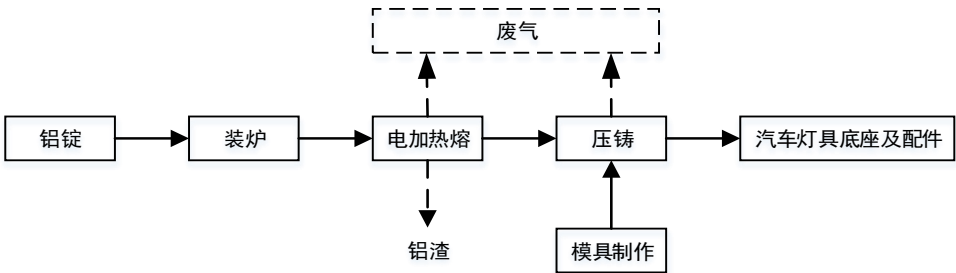 废气
铝锭
装炉
电加热熔
压铸
汽车灯具底座及配件
铝渣
模具制作